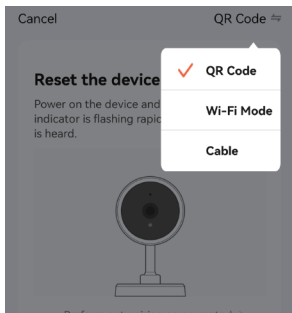 Cancel
QR Code
Reset the device
QR Code
Power on the device and
Wi-Fi Mode
indicator is flashing rapid
is heard.
Cable